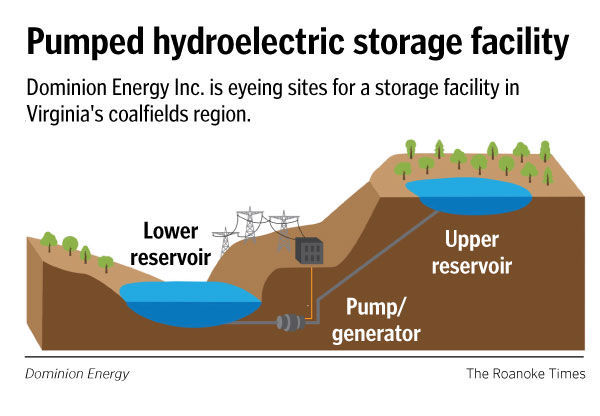 Pumped hydroelectric storage facility
Dominion Energy Inc. is eyeing sites for a storage facility in
Virginia's coalfields region.
Lower
reservoir
Upper
reservoir
Pump/
generator
Dominion Energy
The Roanoke Times